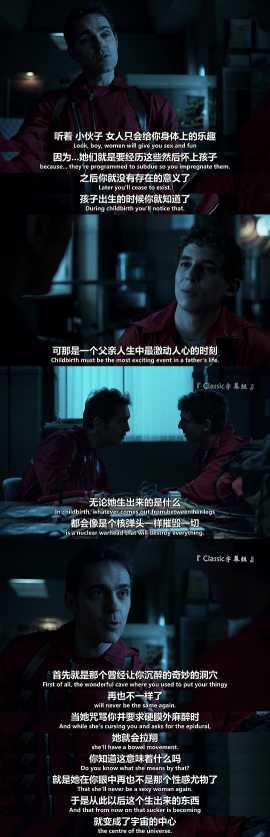 听着 小伙子 女人只会给你身体上的乐趣
Look, boy, women will give you sex and fun
因为...她们就是要经历这些然后怀上孩子
because... they're programmed to subdue so you impregnate them.
之后你就没有存在的意义了
Later you'll cease to exist.
孩子出生的时候你就知道了
During childbirth you'll notice that.
可那是一个父亲人生中最激动人心的时刻
Childbirth must be the most exciting event in a father's life.
『 Classic字幕组 』
无论她生出来的是什么
In childbirth, whatever comes out from between the legs
都会像是个核弹头一样摧毁一切
is a nuclear warhead that will destroy everything.
『 Classic字幕组 』
首先就是那个曾经让你沉醉的奇妙的洞穴
First of all, the wonderful cave where you used to put your thingy
再也不一样了
will never be the same again.
当她咒骂你并要求硬膜外麻醉时
And while she's cursing you and asks for the epidural,
她就会拉翔
she'll have a bowel movement.
你知道这意味着什么吗
Do you know what she means by that?
就是她在你眼中再也不是那个性感尤物了
That she'll never be a sexy woman again.
于是从此以后这个生出来的东西
And that from now on that sucker is becoming
就变成了宇宙的中心
the centre of the universe.